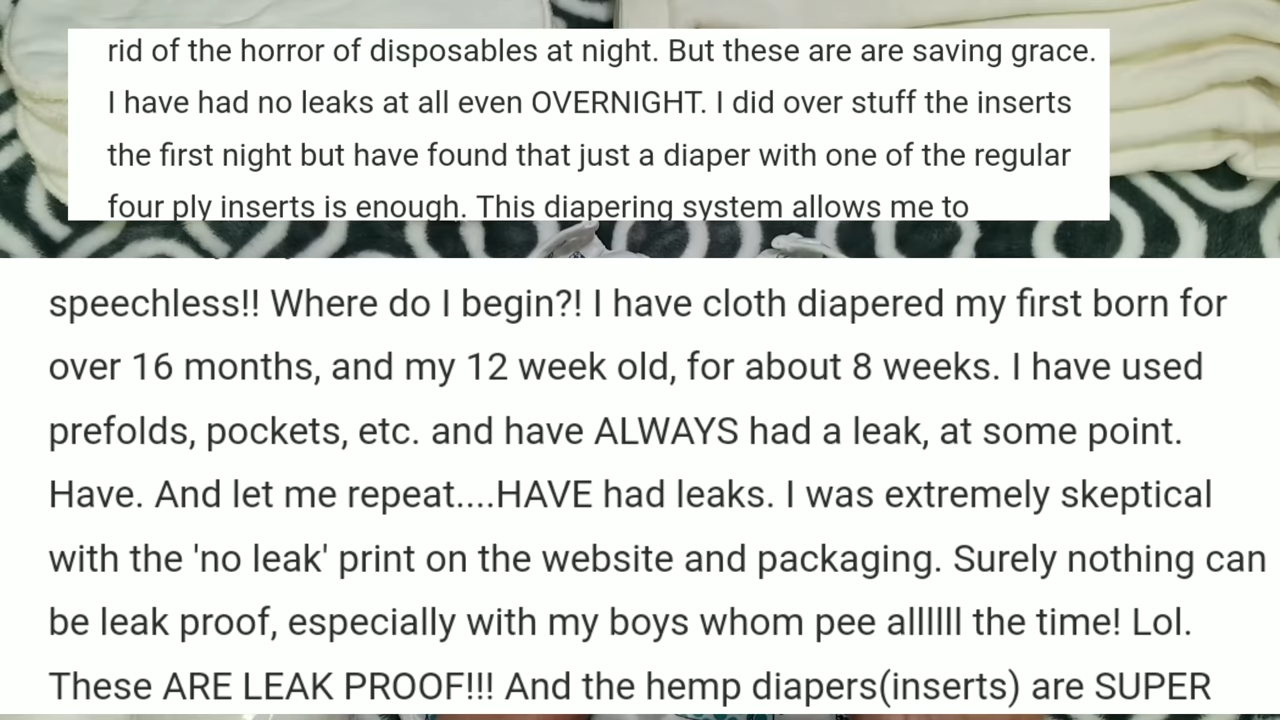 rid of the horror of disposables at night. But these are are saving grace.
I have had no leaks at all even OVERNIGHT. I did over stuff the inserts
the first night but have found that just a diaper with one of the regular
four ply inserts is enough. This diapering system allows me to
speechless!! Where do I begin?! I have cloth diapered my first born for
over 16 months, and my 12 week old, for about 8 weeks. I have used
prefolds, pockets, etc. and have ALWAYS had a leak, at some point.
Have. And let me repeat....HAVE had leaks. I was extremely skeptical
with the 'no leak' print on the website and packaging. Surely nothing can
be leak proof, especially with my boys whom pee allllll the time! Lol.
These ARE LEAK PROOF!!! And the hemp diapers(inserts) are SUPER